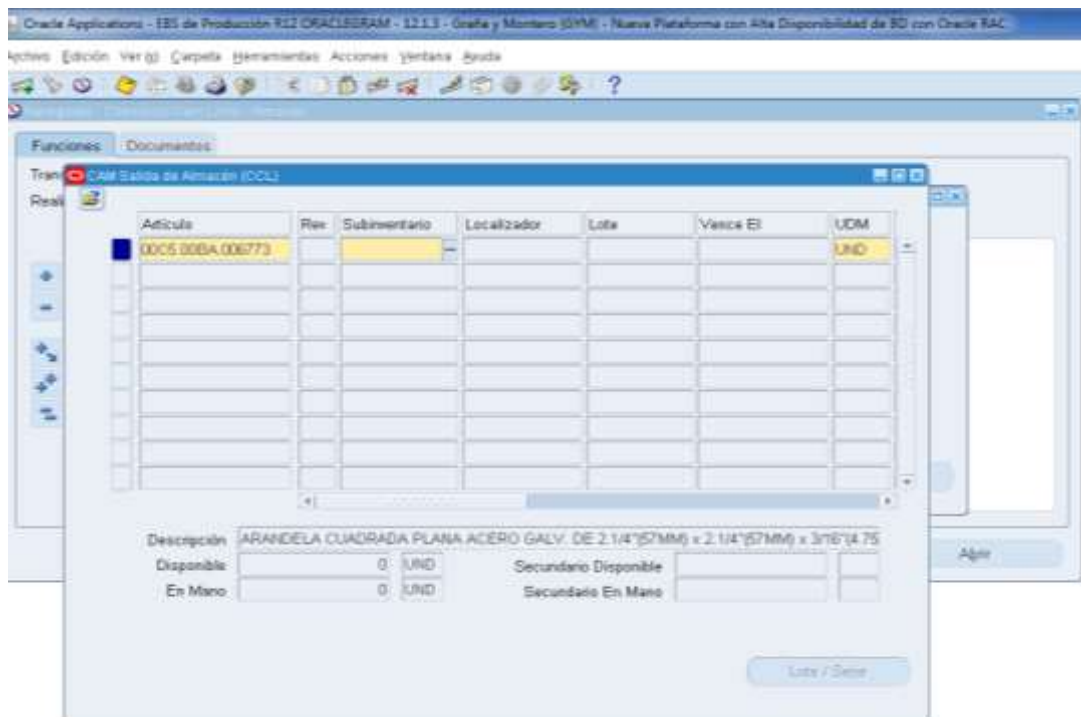 Oracle Applications - EBS de Producción R12 ORACLEGRAM - 12.1.3 - Graña y Montero (GYM) - Nueva Plataforma con Alta Disponibilidad de BD con Oracle RAC
Archivo Edición Ver Carpeta Herramientas Acciones Ventana Ayuda
Funciones Documentos
Tran
CAM Salida de Almacén (CCL)
Reali
Artículo Rev Subinventario Localizador Lote Vence El UDM
00C5.00BA.006773 UND
Descripción ARANDELA CUADRADA PLANA ACERO GALV. DE 2.1/4"(57MM) x 2.1/4"(57MM) x 3/16"(4.75
Disponible 0 UND Secundario Disponible
En Mano 0 UND Secundario En Mano
Abrir
Lote / Serie